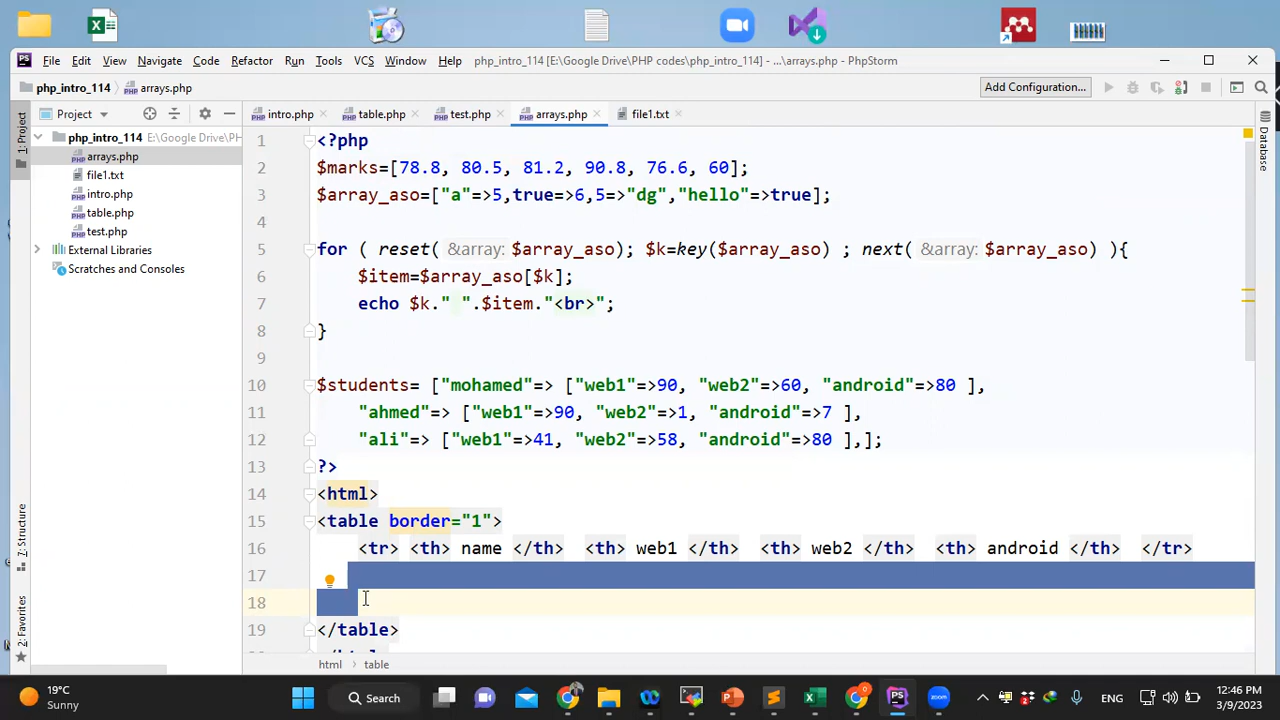 File Edit View Navigate Code Refactor Run Tools VCS Window Help php_intro_114 [E:\Google Drive\PHP codes\php_intro_114] - ...\arrays.php - PhpStorm
php_intro_114 arrays.php Add Configuration...
Project intro.php table.php test.php arrays.php file1.txt
1: Project
php_intro_114 E:\Google Drive\PH
arrays.php
file1.txt
intro.php
table.php
test.php
External Libraries
Scratches and Consoles
7: Structure
2: Favorites
Database
1 <?php
2 $marks=[78.8, 80.5, 81.2, 90.8, 76.6, 60];
3 $array_aso=["a"=>5,true=>6,5=>"dg","hello"=>true];
4
5 for ( reset( &array: $array_aso); $k=key($array_aso) ; next( &array: $array_aso) ){
6 $item=$array_aso[$k];
7 echo $k." ".$item."<br>";
8 }
9
10 $students= ["mohamed"=> ["web1"=>90, "web2"=>60, "android"=>80 ],
11 "ahmed"=> ["web1"=>90, "web2"=>1, "android"=>7 ],
12 "ali"=> ["web1"=>41, "web2"=>58, "android"=>80 ],];
13 ?>
14 <html>
15 <table border="1">
16 <tr> <th> name </th> <th> web1 </th> <th> web2 </th> <th> android </th> </tr>
17
18
19 </table>
html table
19°C
Sunny
Search
ENG
12:46 PM
3/9/2023